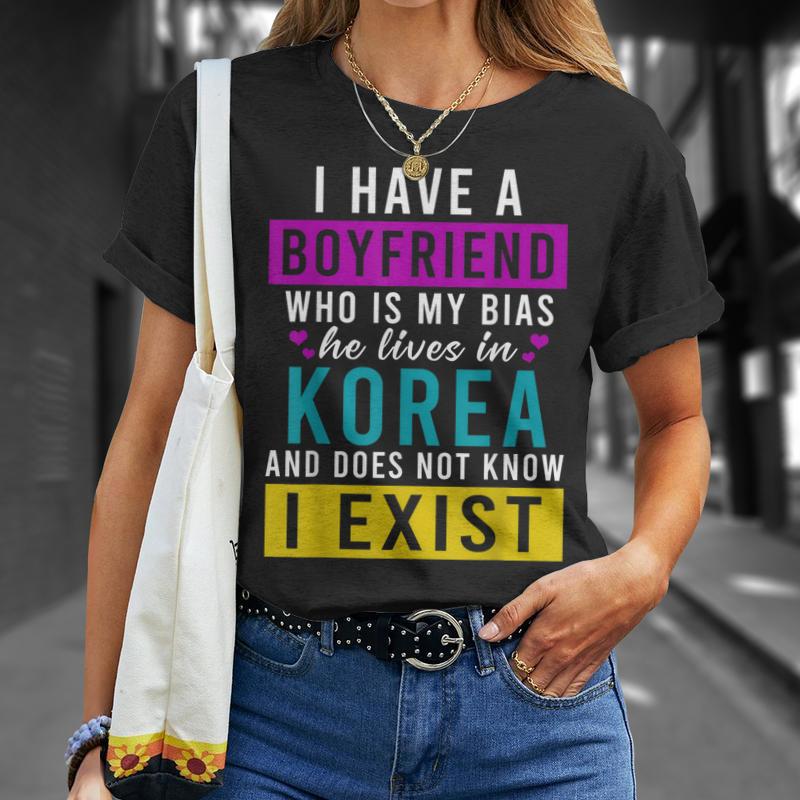 I HAVE A
BOYFRIEND
WHO IS MY BIAS
he lives in
KOREA
AND DOES NOT KNOW
I EXIST